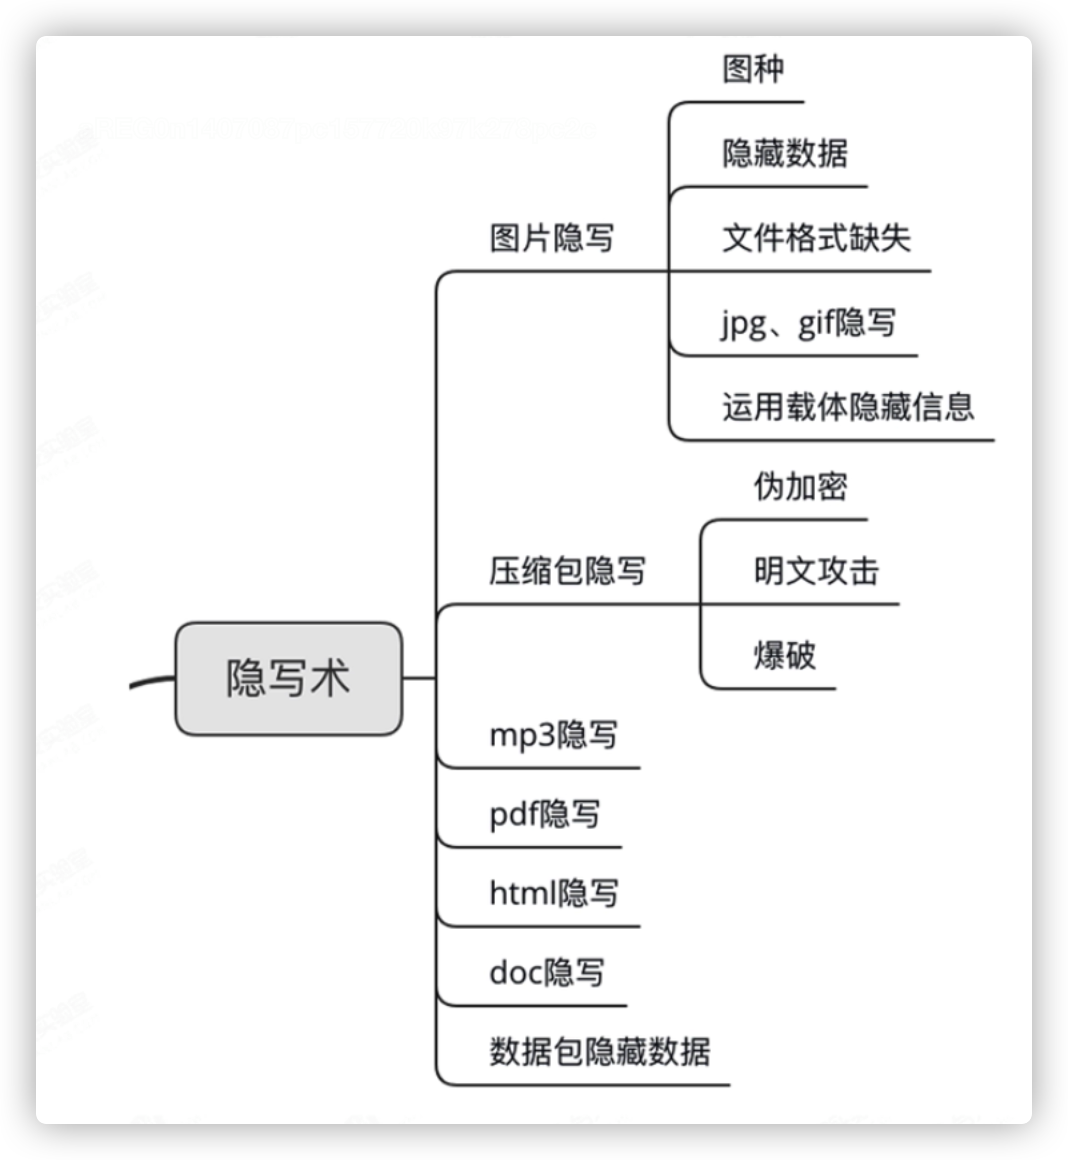 图种
隐藏数据
图片隐写
文件格式缺失
jpg、gif隐写
运用载体隐藏信息
伪加密
压缩包隐写
明文攻击
爆破
隐写术
mp3隐写
pdf隐写
html隐写
doc隐写
数据包隐藏数据